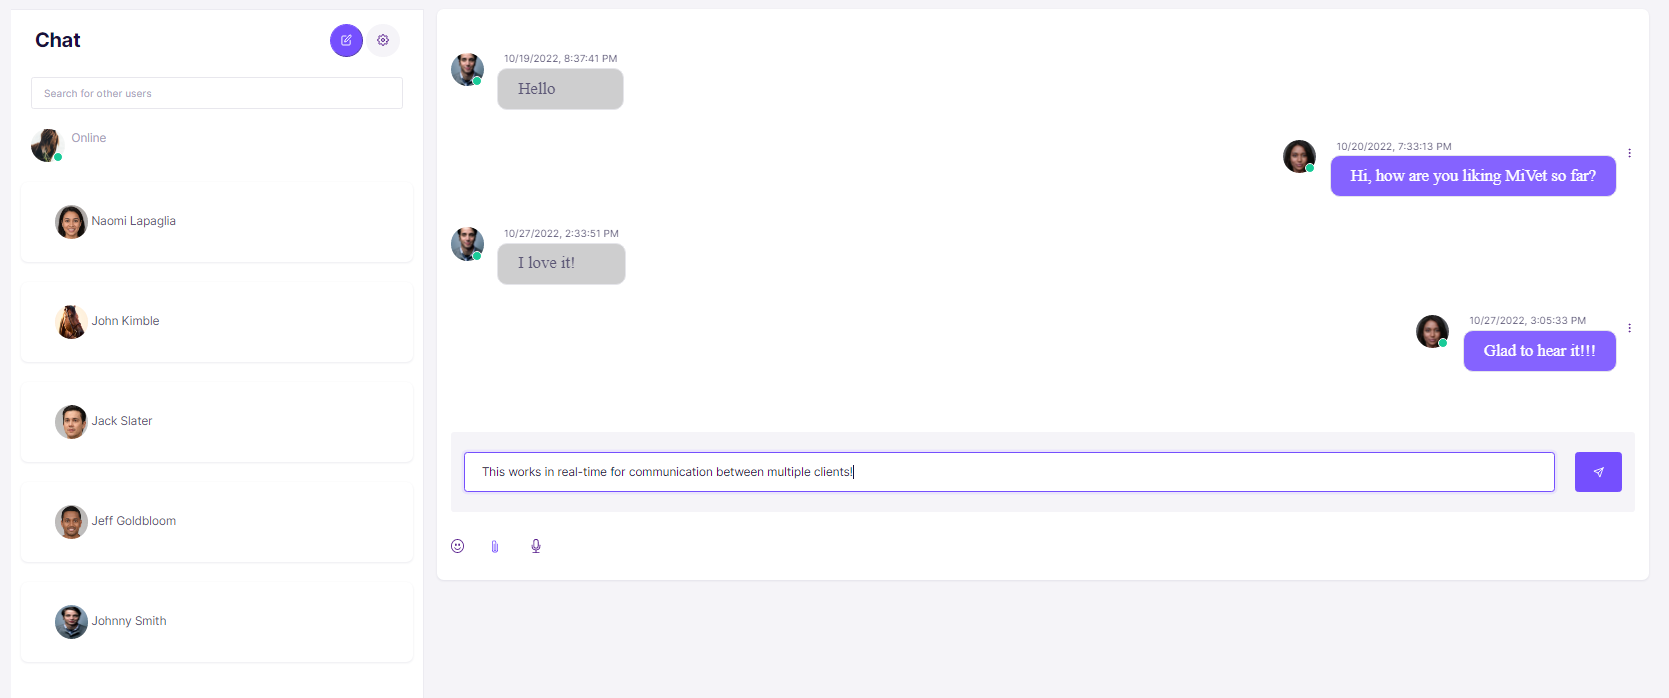 Chat
Search for other users
Online
Naomi Lapaglia
John Kimble
Jack Slater
Jeff Goldbloom
Johnny Smith
10/19/2022, 8:37:41 PM
Hello
10/20/2022, 7:33:13 PM
Hi, how are you liking MiVet so far?
10/27/2022, 2:33:51 PM
I love it!
10/27/2022, 3:05:33 PM
Glad to hear it!!!
This works in real-time for communication between multiple clients!